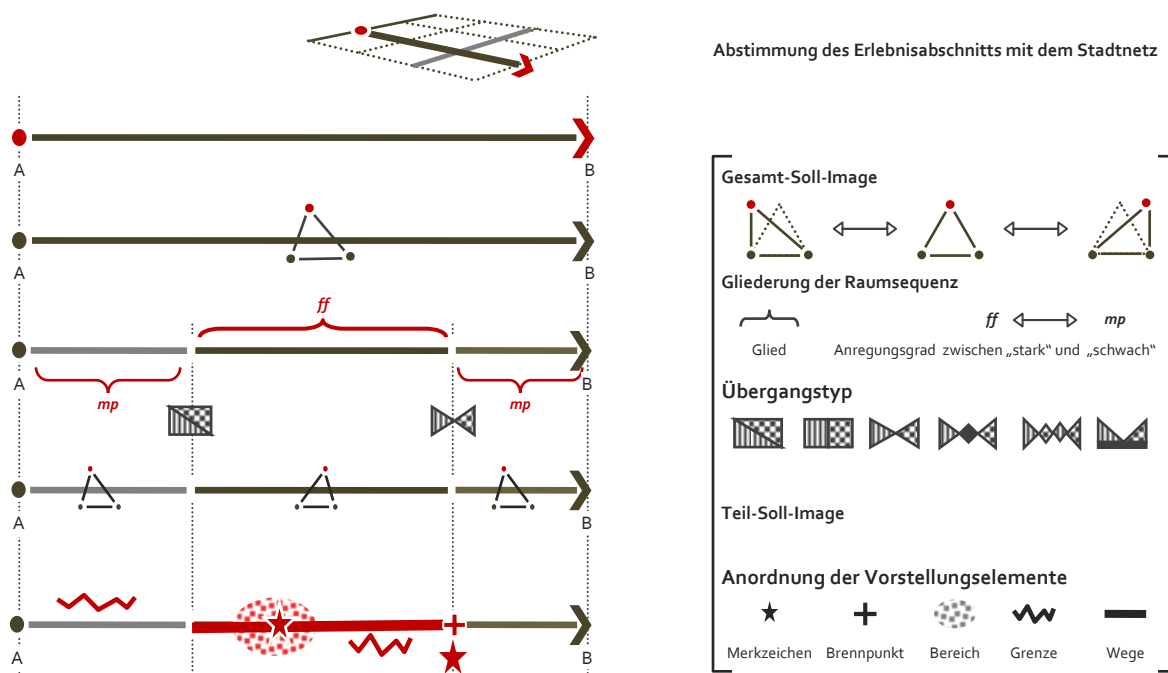 Abstimmung des Erlebnisabschnitts mit dem Stadtnetz
A B
Gesamt-Soll-Image
A B
Gliederung der Raumsequenz
ff
ff mp
Glied Anregungsgrad zwischen „stark“ und „schwach“
A B
mp mp
Übergangstyp
A B
Teil-Soll-Image
Anordnung der Vorstellungselemente
A B
Merkzeichen Brennpunkt Bereich Grenze Wege